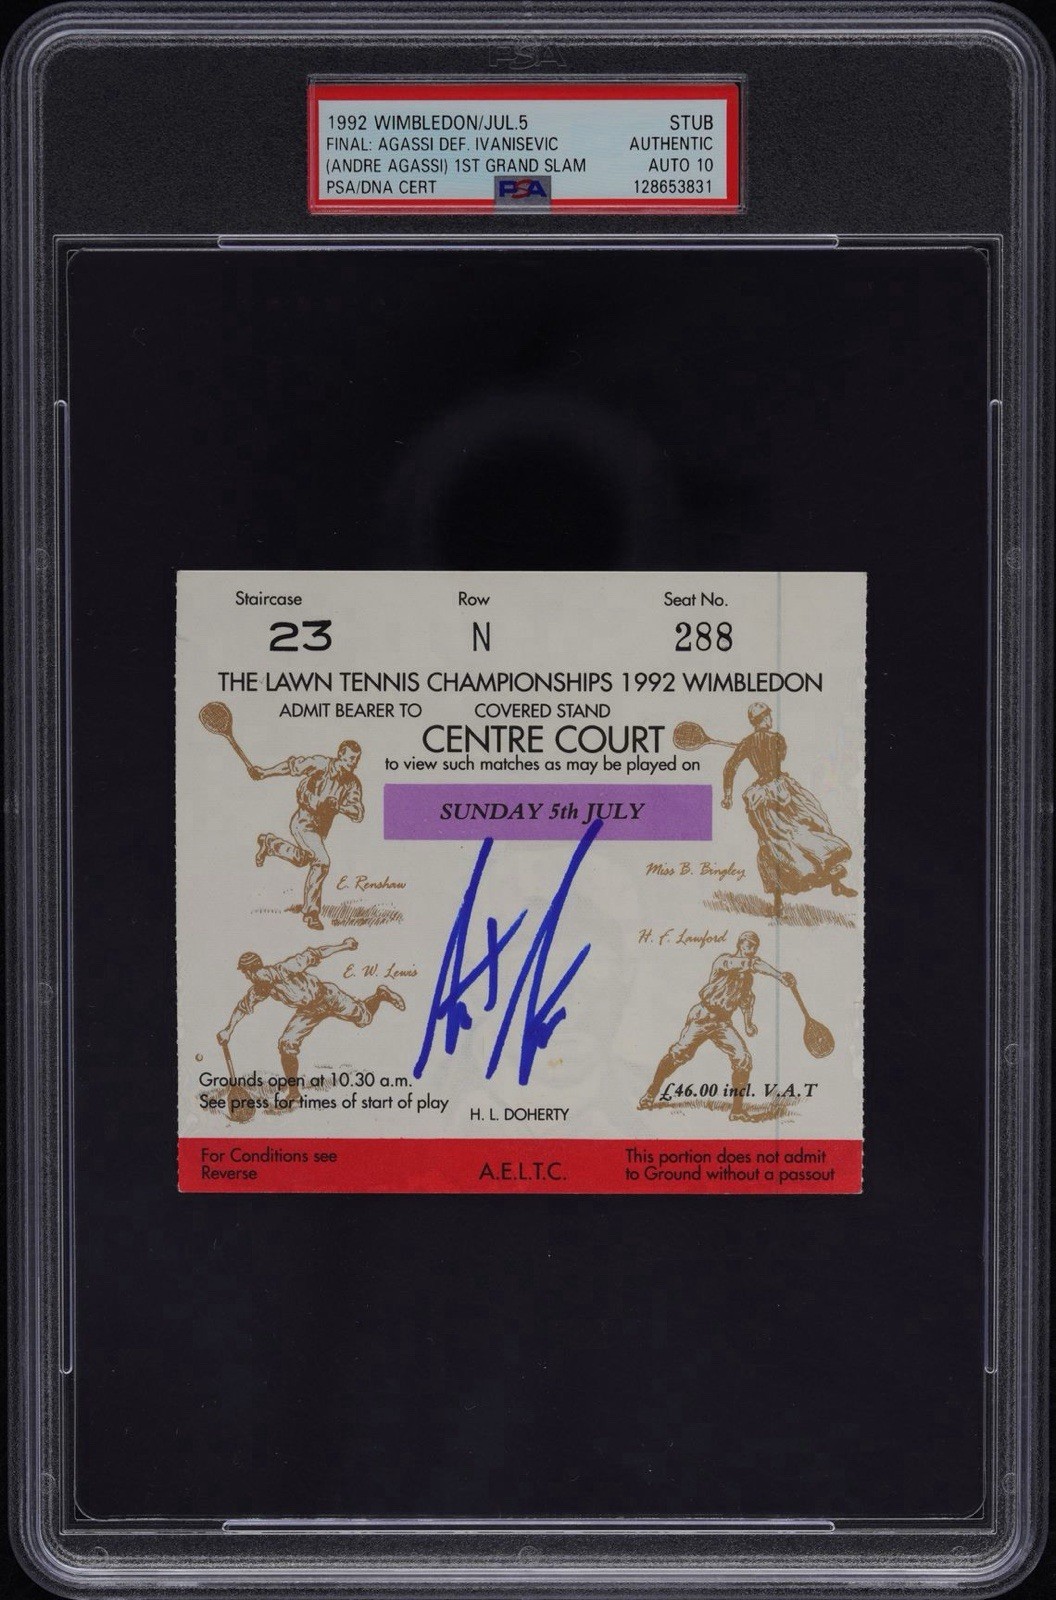 PSA
1992 WIMBLEDON/JUL.5 STUB
FINAL: AGASSI DEF. IVANISEVIC AUTHENTIC
(ANDRE AGASSI) 1ST GRAND SLAM AUTO 10
PSA/DNA CERT PSA 128653831
Staircase Row Seat No.
23 N 288
THE LAWN TENNIS CHAMPIONSHIPS 1992 WIMBLEDON
ADMIT BEARER TO COVERED STAND
CENTRE COURT
to view such matches as may be played on
SUNDAY 5th JULY
E. Renshaw
Miss B. Bingley
H. F. Lawford
E. W. Lewis
Grounds open at 10.30 a.m.
See press for times of start of play
H. L. DOHERTY
£46.00 incl. V.A.T
For Conditions see
Reverse
A.E.L.T.C.
This portion does not admit
to Ground without a passout